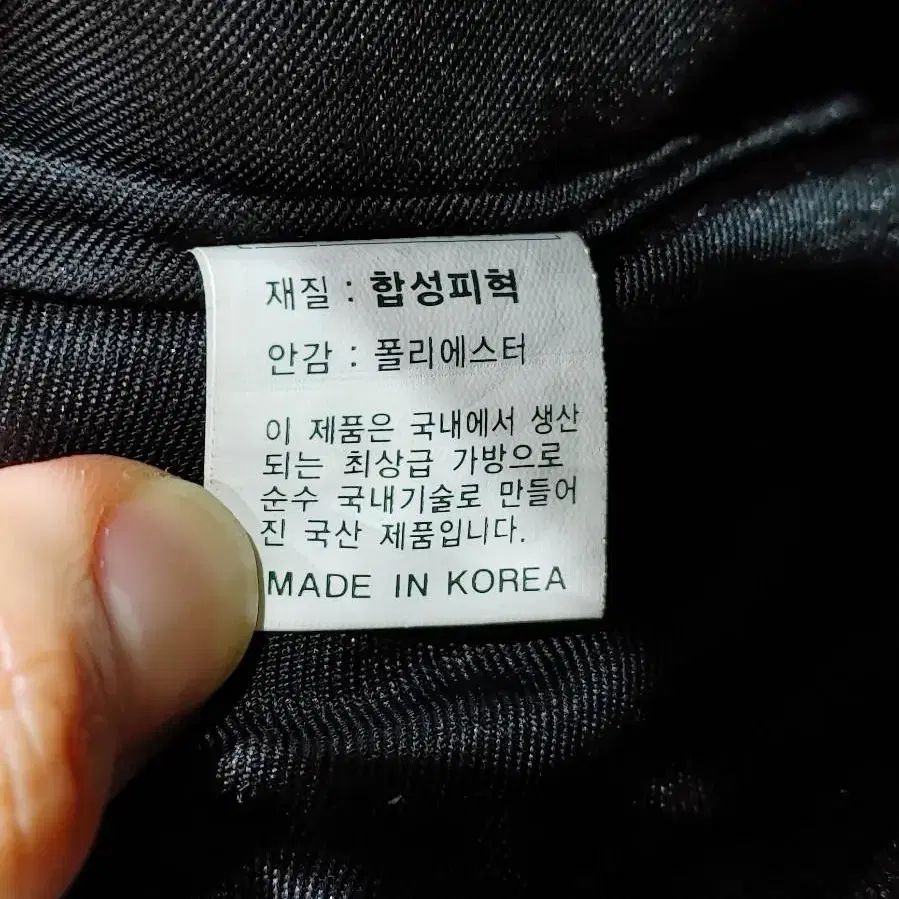 재질 : 합성피혁
안감 : 폴리에스터
이 제품은 국내에서 생산
되는 최상급 가방으로
순수 국내기술로 만들어
진 국산 제품입니다.
MADE IN KOREA